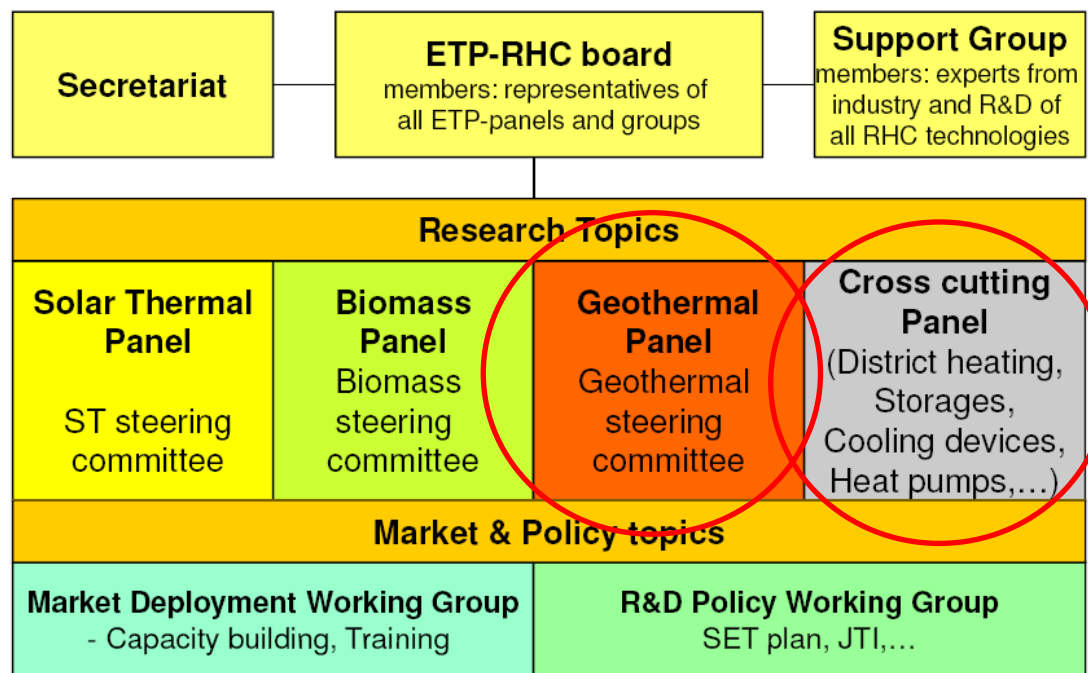 Secretariat
ETP-RHC board
members: representatives of
all ETP-panels and groups
Support Group
members: experts from
industry and R&D of
all RHC technologies
Research Topics
Solar Thermal
Panel
ST steering
committee
Biomass
Panel
Biomass
steering
committee
Geothermal
Panel
Geothermal
steering
committee
Cross cutting
Panel
(District heating,
Storages,
Cooling devices,
Heat pumps,...)
Market & Policy topics
Market Deployment Working Group
- Capacity building, Training
R&D Policy Working Group
SET plan, JTI,...